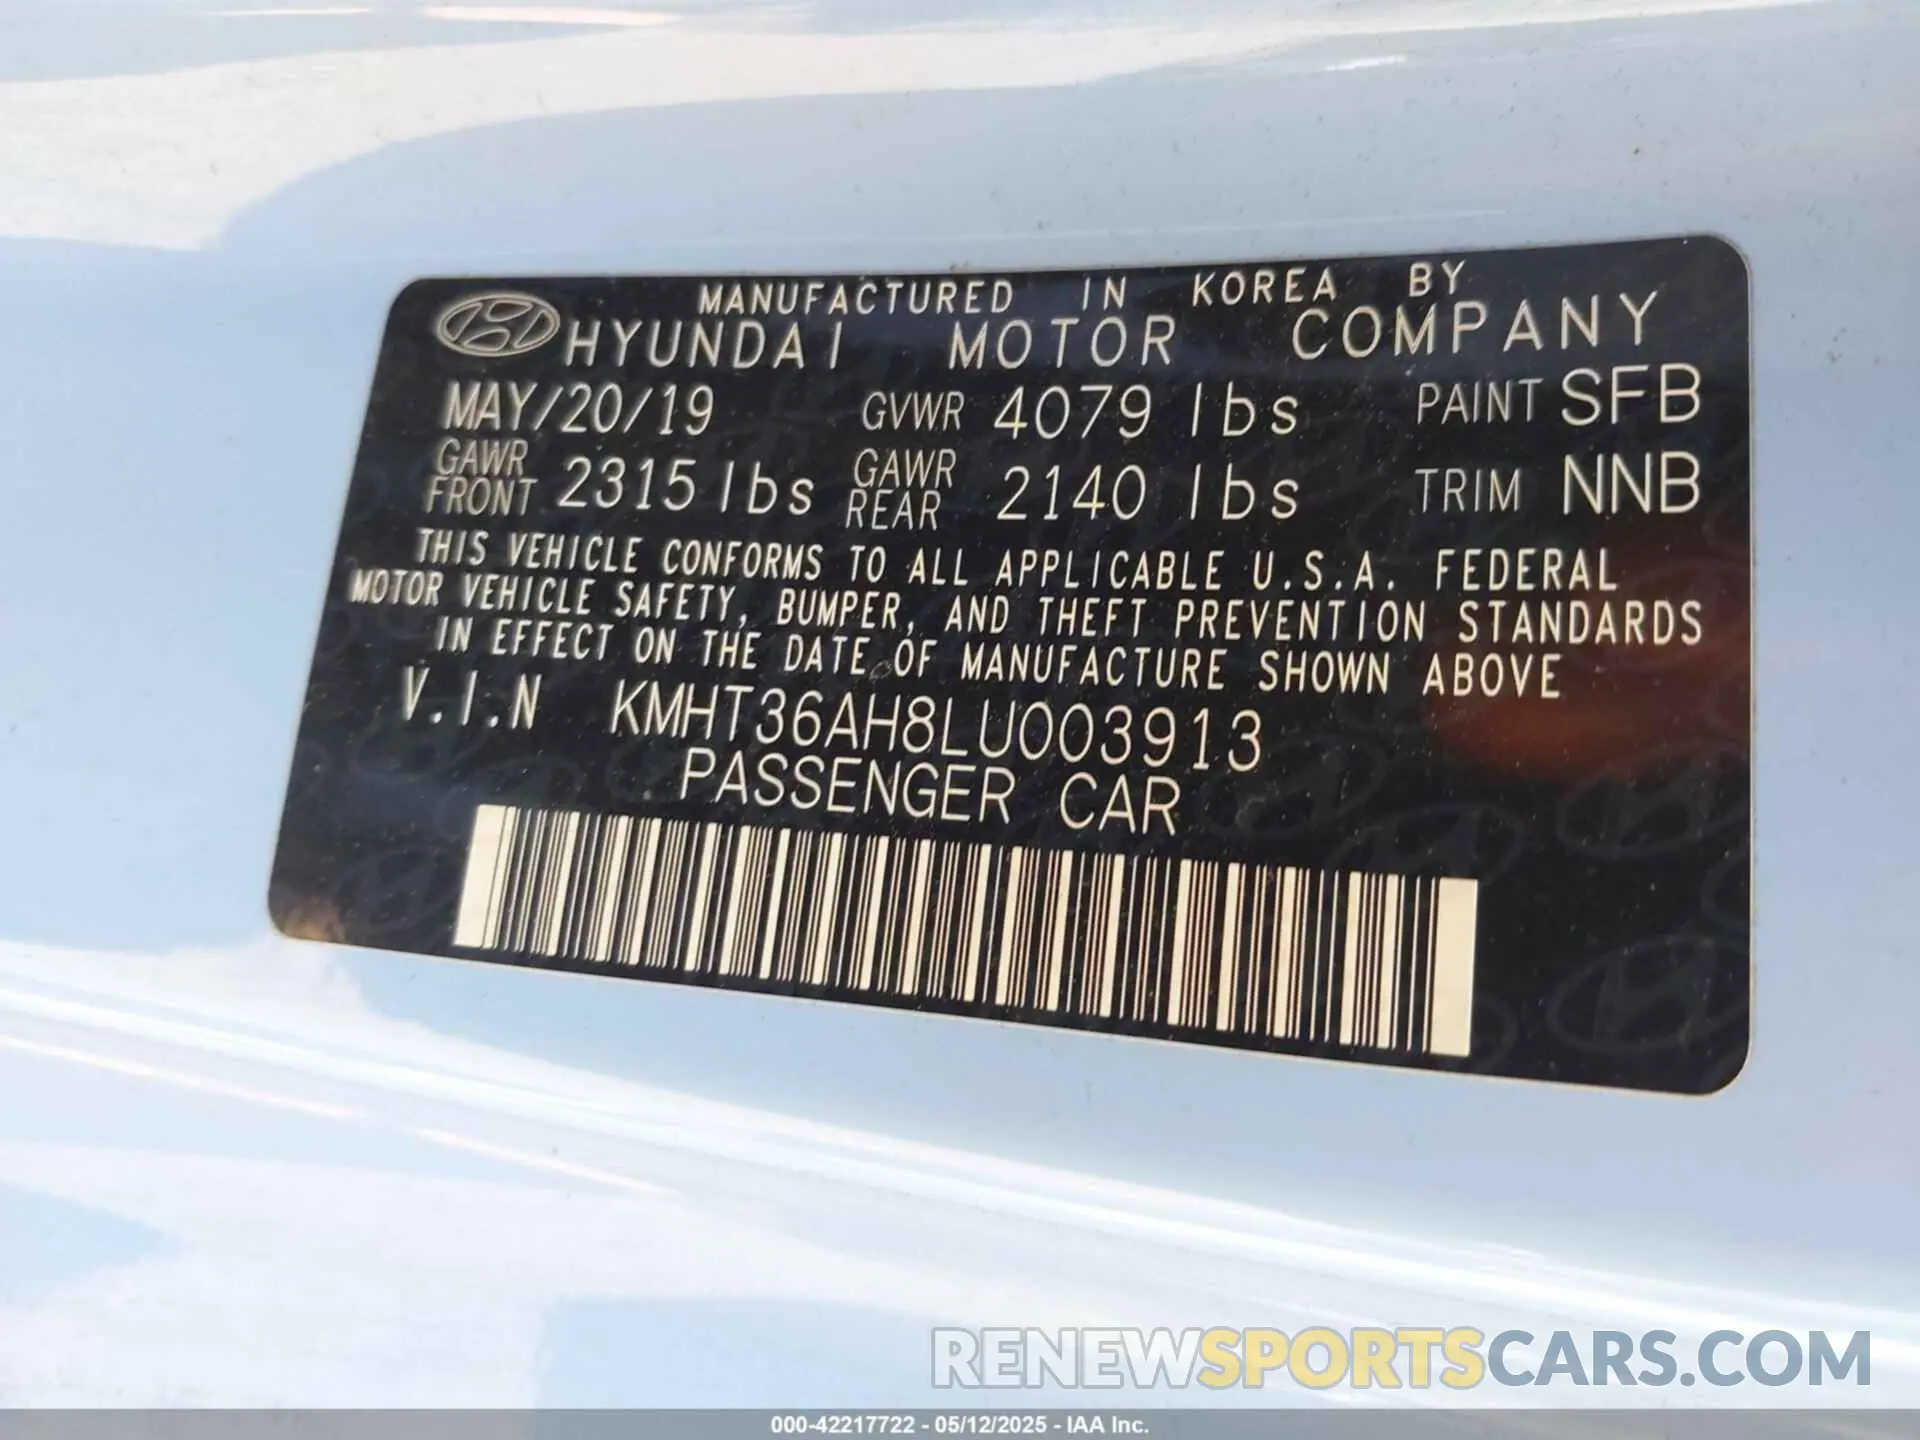 MANUFACTURED IN KOREA BY
HYUNDAI MOTOR COMPANY
MAY/20/19 GVWR 4079 lbs PAINT SFB
GAWR FRONT 2315 lbs GAWR REAR 2140 lbs TRIM NNB
THIS VEHICLE CONFORMS TO ALL APPLICABLE U.S.A. FEDERAL
MOTOR VEHICLE SAFETY, BUMPER, AND THEFT PREVENTION STANDARDS
IN EFFECT ON THE DATE OF MANUFACTURE SHOWN ABOVE
V.I.N KMHT36AH8LU003913
PASSENGER CAR
RENEWSPORTSCARS.COM
000-42217722 - 05/12/2025 - IAA Inc.